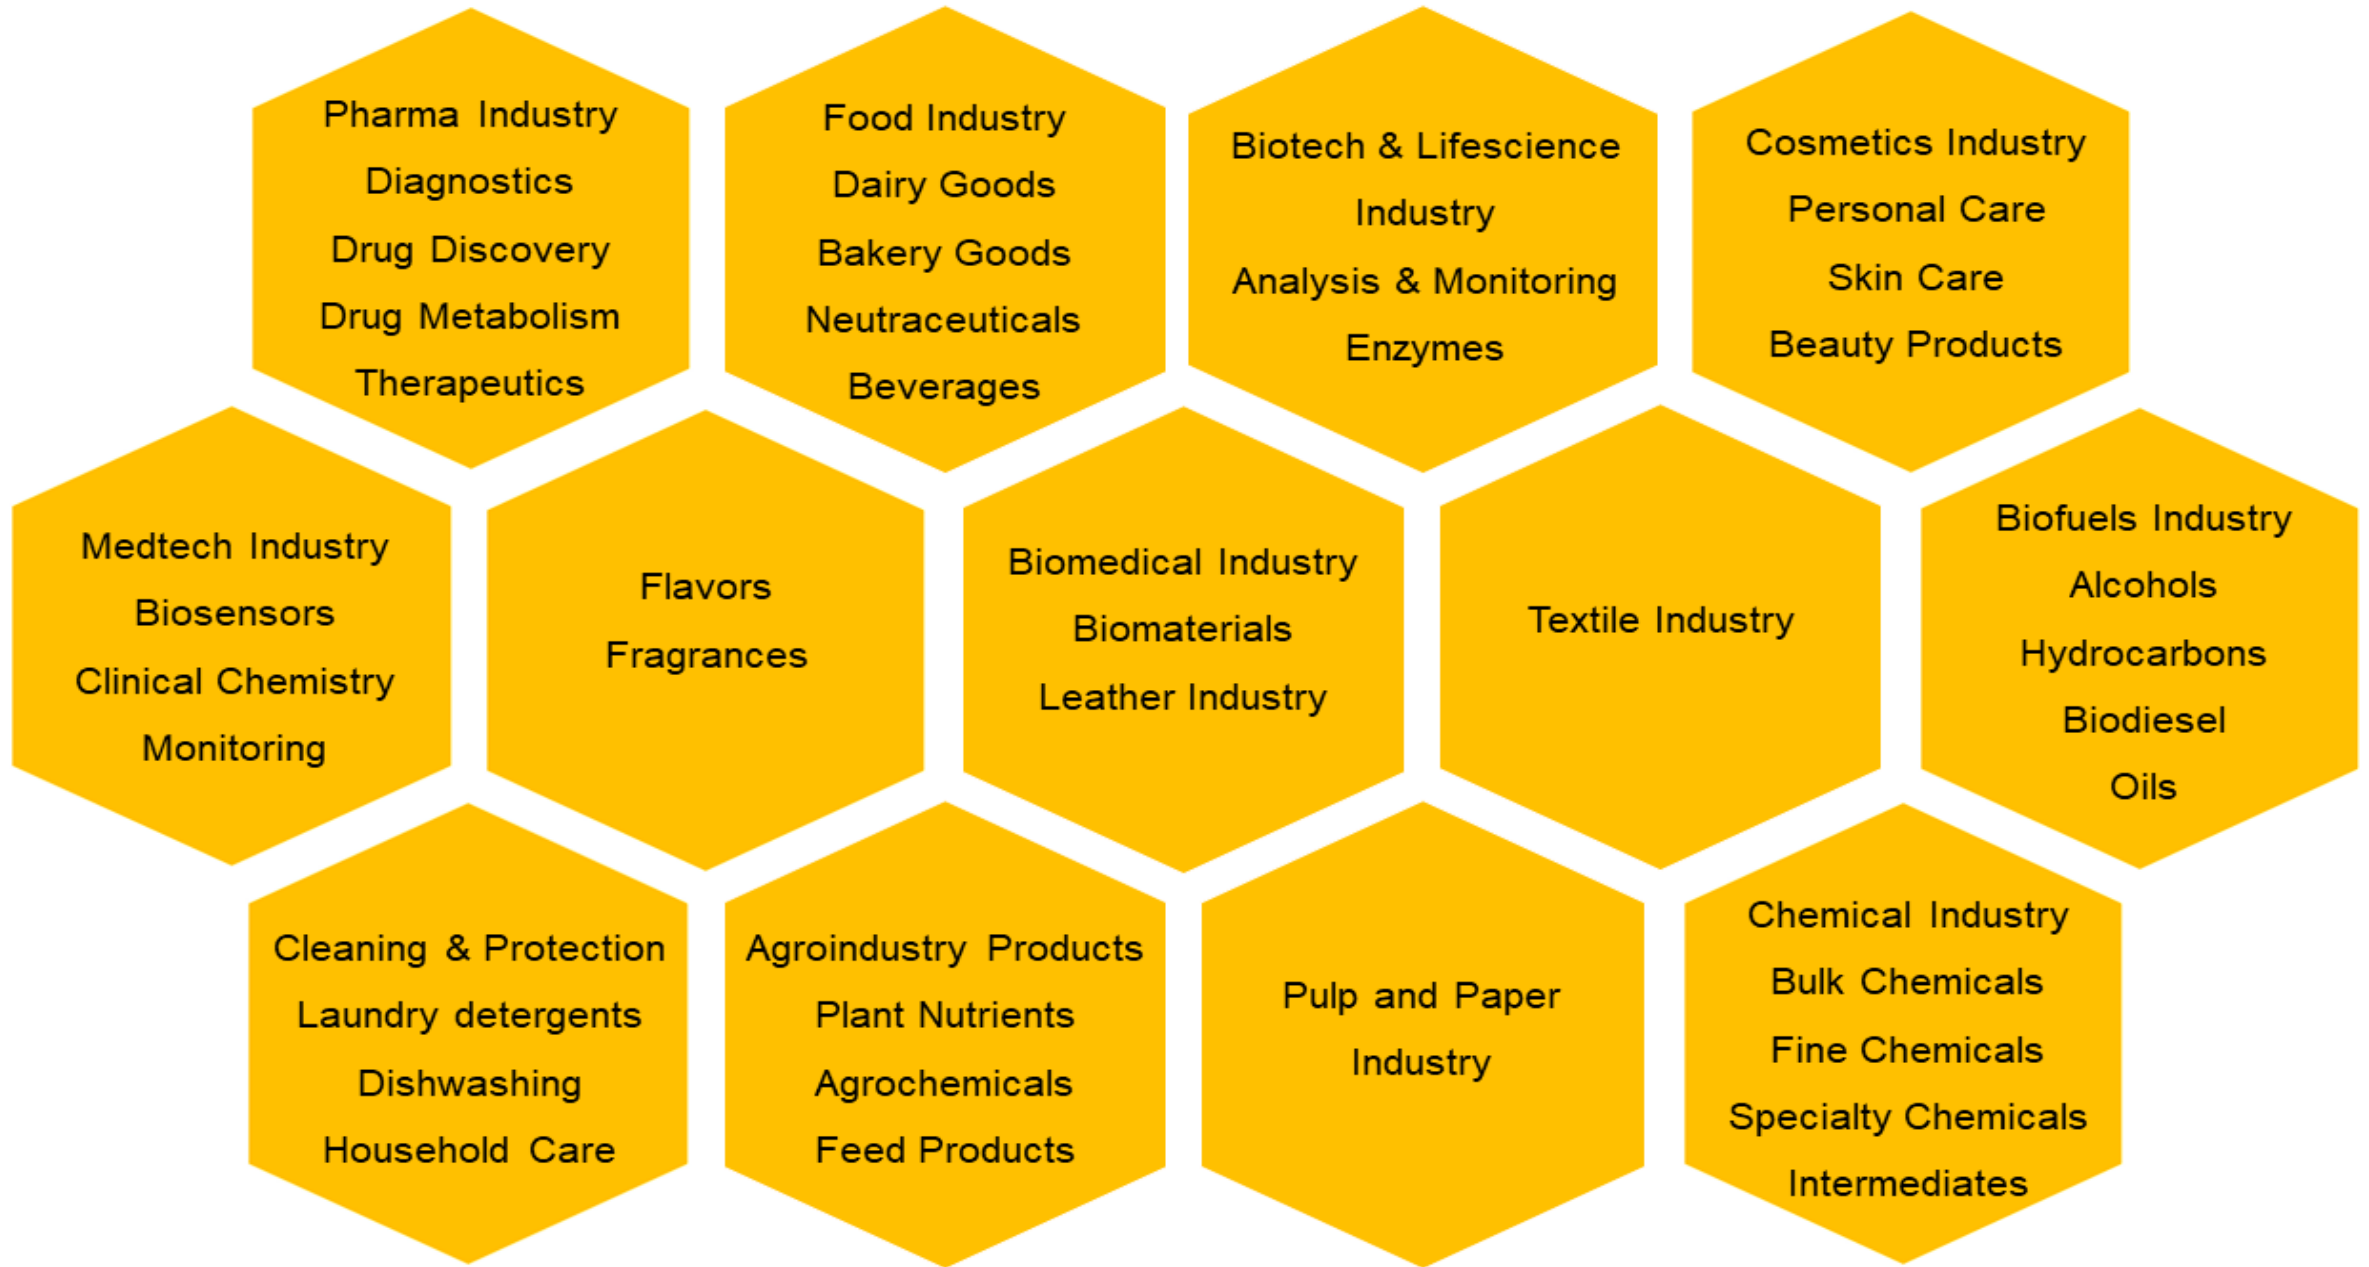 Pharma Industry
Diagnostics
Drug Discovery
Drug Metabolism
Therapeutics
Food Industry
Dairy Goods
Bakery Goods
Neutraceuticals
Beverages
Biotech & Lifescience
Industry
Analysis & Monitoring
Enzymes
Cosmetics Industry
Personal Care
Skin Care
Beauty Products
Medtech Industry
Biosensors
Clinical Chemistry
Monitoring
Flavors
Fragrances
Biomedical Industry
Biomaterials
Leather Industry
Textile Industry
Biofuels Industry
Alcohols
Hydrocarbons
Biodiesel
Oils
Cleaning & Protection
Laundry detergents
Dishwashing
Household Care
Agroindustry Products
Plant Nutrients
Agrochemicals
Feed Products
Pulp and Paper
Industry
Chemical Industry
Bulk Chemicals
Fine Chemicals
Specialty Chemicals
Intermediates